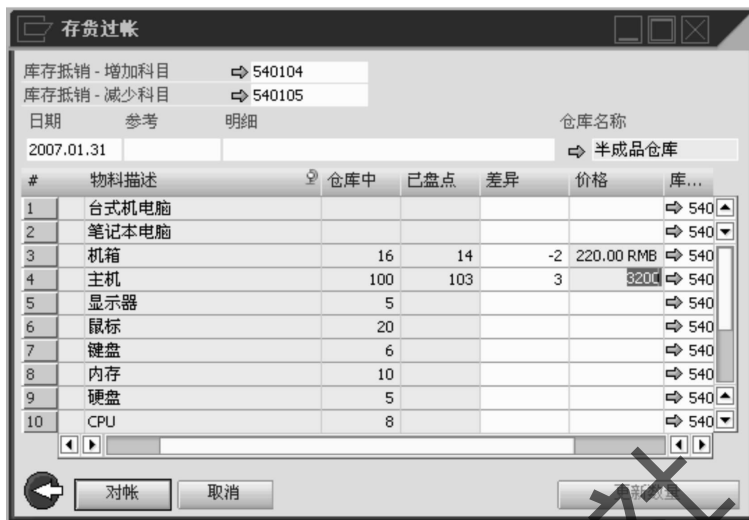 存货过帐
库存抵销 - 增加科目 540104
库存抵销 - 减少科目 540105
日期 参考 明细 仓库名称
2007.01.31 半成品仓库
# 物料描述 仓库中 已盘点 差异 价格 库...
1 台式机电脑 540
2 笔记本电脑 540
3 机箱 16 14 -2 220.00 RMB 540
4 主机 100 103 3 3200 540
5 显示器 5 540
6 鼠标 20 540
7 键盘 6 540
8 内存 10 540
9 硬盘 5 540
10 CPU 8 540
对帐 取消 更新数量